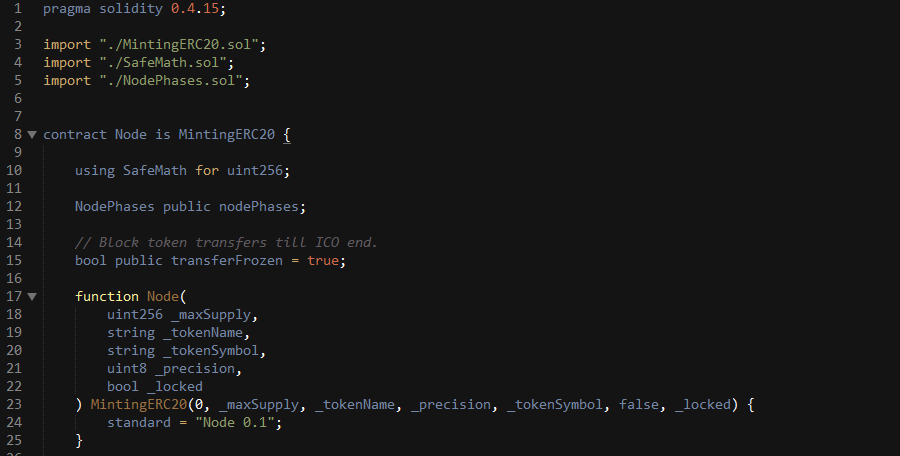 1 pragma solidity 0.4.15;
2
3 import "./MintingERC20.sol";
4 import "./SafeMath.sol";
5 import "./NodePhases.sol";
6
7
8 contract Node is MintingERC20 {
9
10 using SafeMath for uint256;
11
12 NodePhases public nodePhases;
13
14 // Block token transfers till ICO end.
15 bool public transferFrozen = true;
16
17 function Node(
18 uint256 _maxSupply,
19 string _tokenName,
20 string _tokenSymbol,
21 uint8 _precision,
22 bool _locked
23 ) MintingERC20(0, _maxSupply, _tokenName, _precision, _tokenSymbol, false, _locked) {
24 standard = "Node 0.1";
25 }